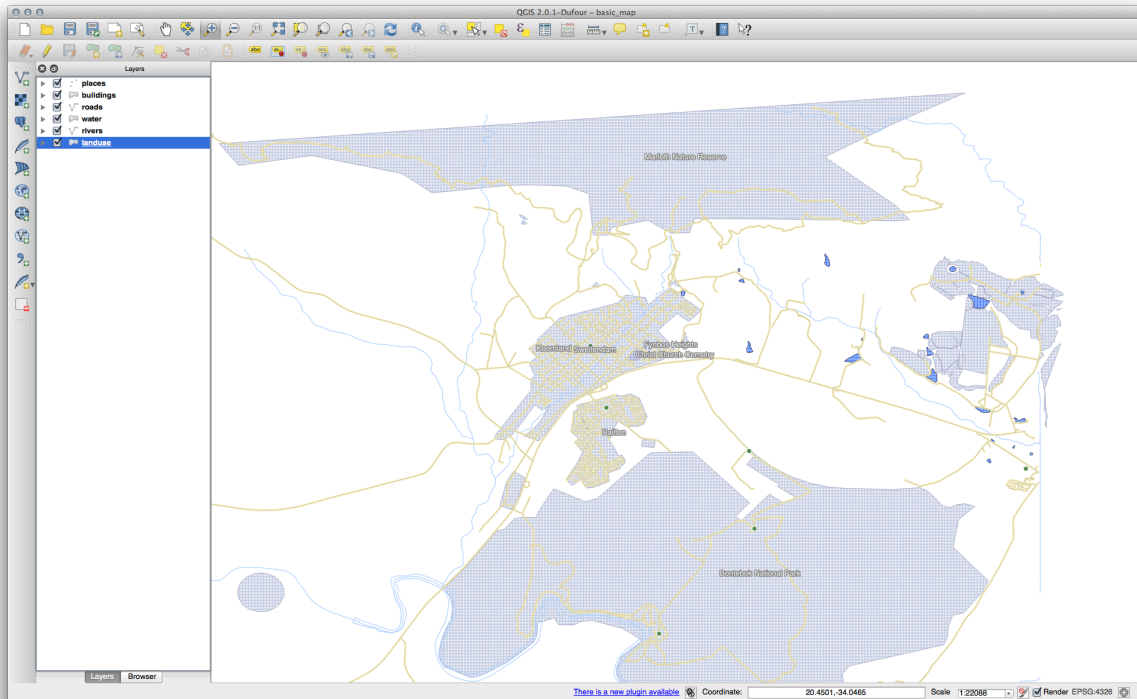 QGIS 2.0.1-Dufour - basic_map
Layers
places
buildings
roads
water
rivers
landuse
Marloth Nature Reserve
Koornland Swellendam
Fynbos Heights
Christ Church Cemetry
Railton
Bontebok National Park
Layers Browser
There is a new plugin available Coordinate: 20.4501,-34.0465 Scale 1:22088 Render EPSG:4326